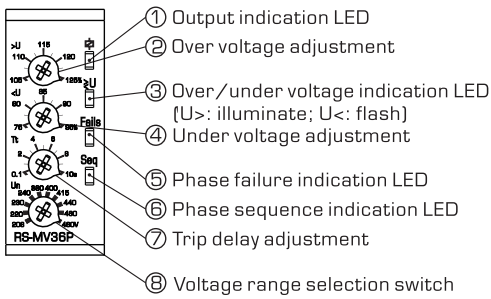 ① Output indication LED
② Over voltage adjustment
③ Over/under voltage indication LED
(U>: illuminate; U<: flash)
④ Under voltage adjustment
⑤ Phase failure indication LED
⑥ Phase sequence indication LED
⑦ Trip delay adjustment
⑧ Voltage range selection switch
>U 115
110 120
105 125%
≥U
<U 85
80 90
75 95%
Fails
Tt 4 6
2 8
0.1 10s
Seq
Un 380 400
240 415
230 440
220 460
208 480V
RS-MV36P